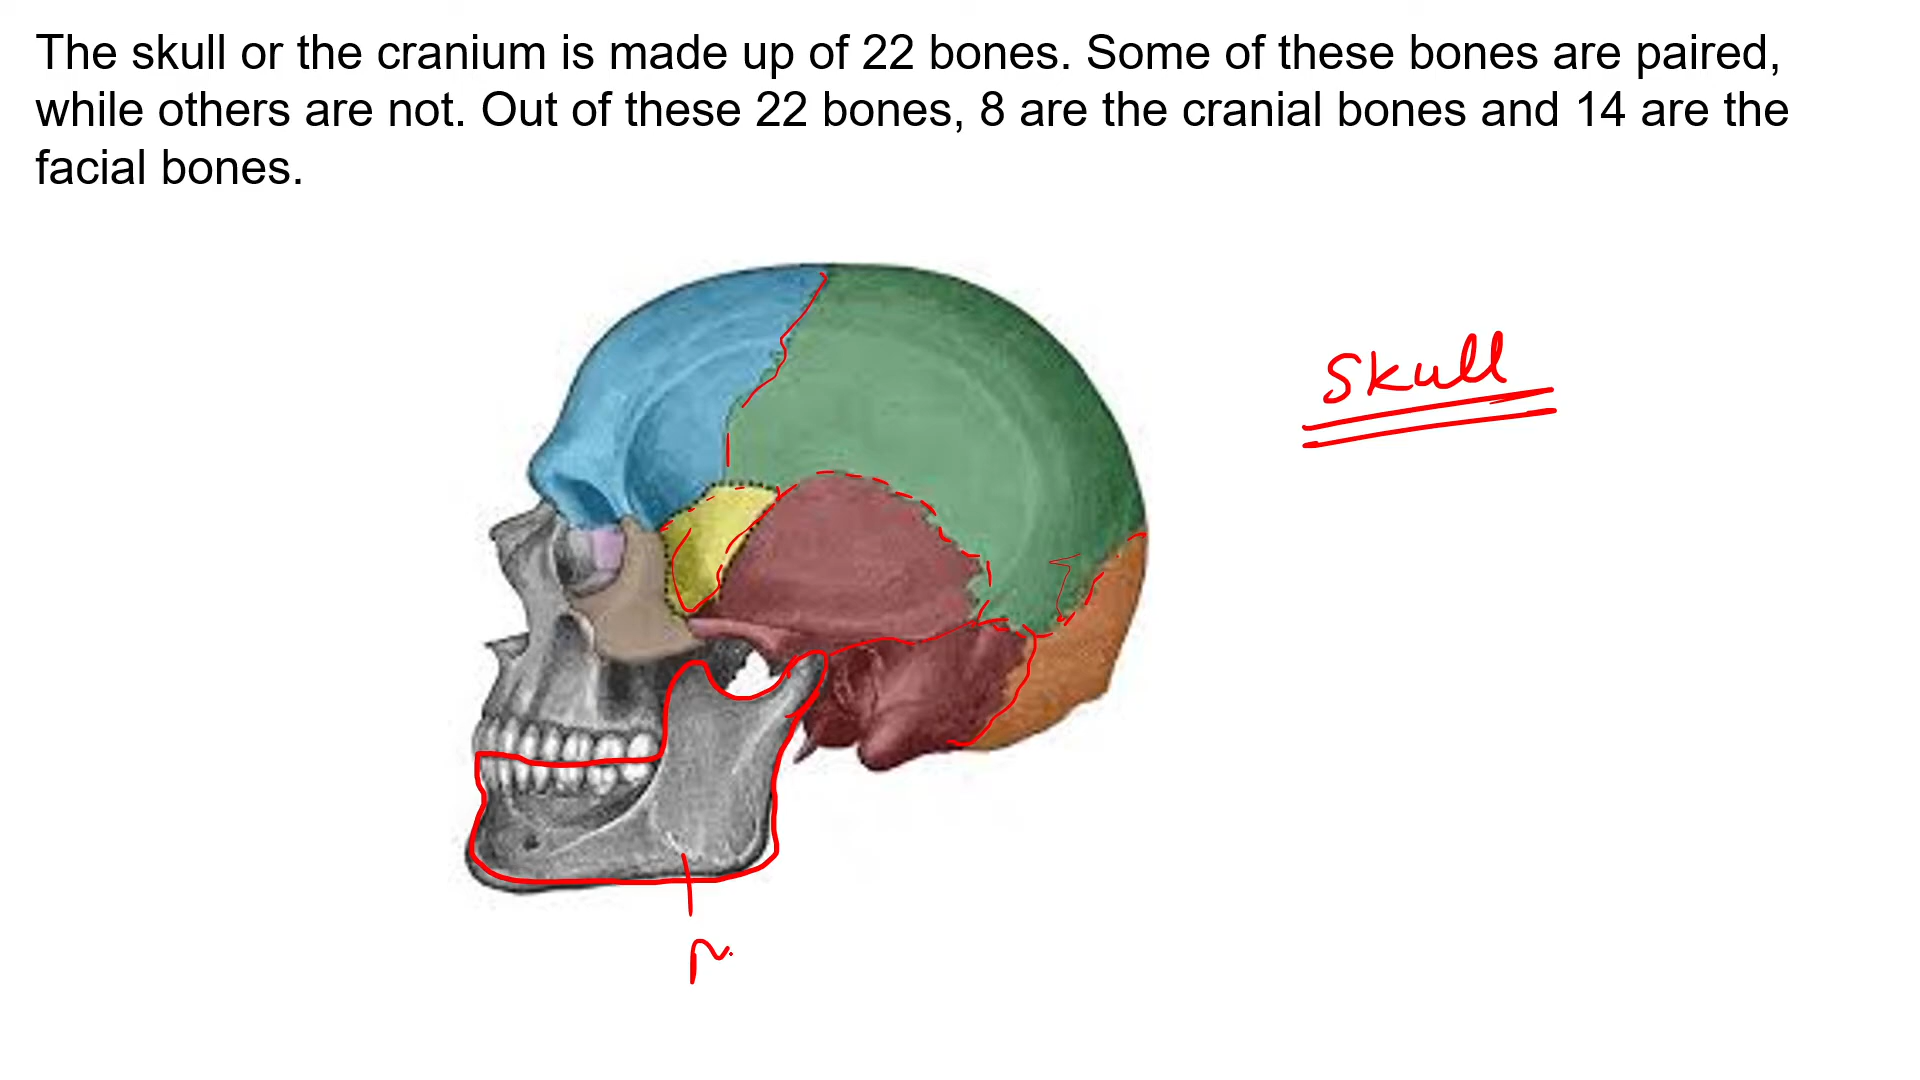 The skull or the cranium is made up of 22 bones. Some of these bones are paired,
while others are not. Out of these 22 bones, 8 are the cranial bones and 14 are the
facial bones.
Skull